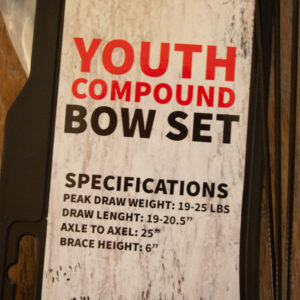 YOUTH
COMPOUND
BOW SET
SPECIFICATIONS
PEAK DRAW WEIGHT: 19-25 LBS
DRAW LENGHT: 19-20.5”
AXLE TO AXEL: 25”
BRACE HEIGHT: 6”